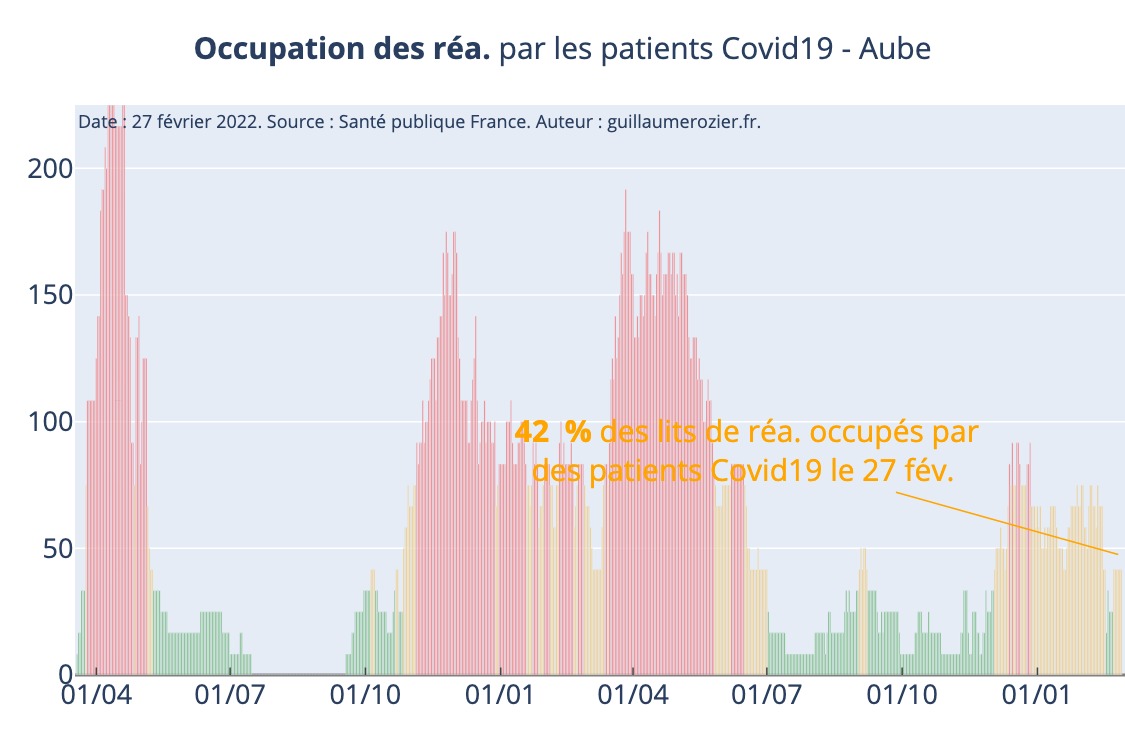 Occupation des réa. par les patients Covid19 - Aube
Date : 27 février 2022. Source : Santé publique France. Auteur : guillaumerozier.fr.
200
150
100
42 % des lits de réa. occupés par
des patients Covid19 le 27 fév.
50
0
01/04 01/07 01/10 01/01 01/04 01/07 01/10 01/01